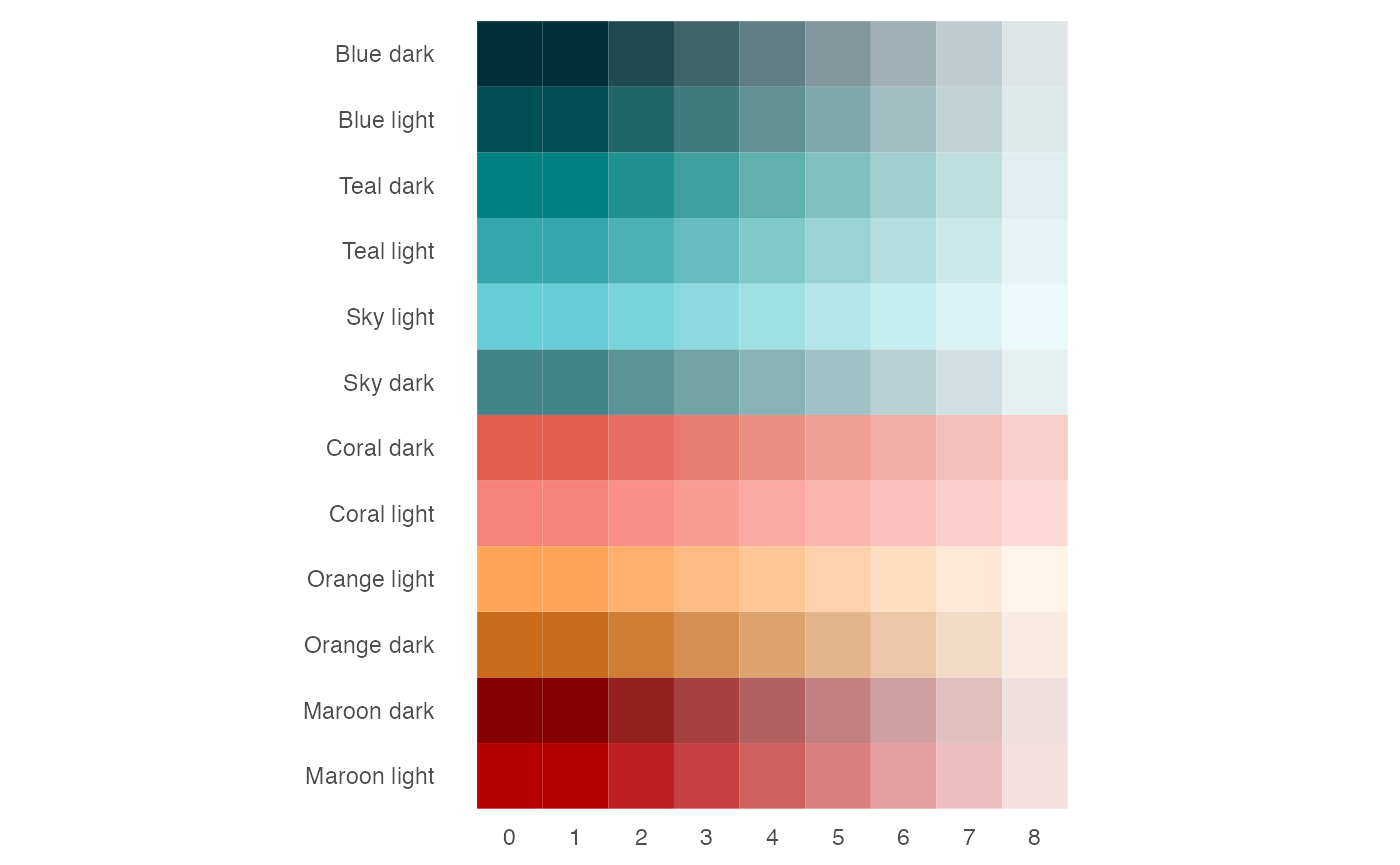 Blue dark
Blue light
Teal dark
Teal light
Sky light
Sky dark
Coral dark
Coral light
Orange light
Orange dark
Maroon dark
Maroon light
0 1 2 3 4 5 6 7 8